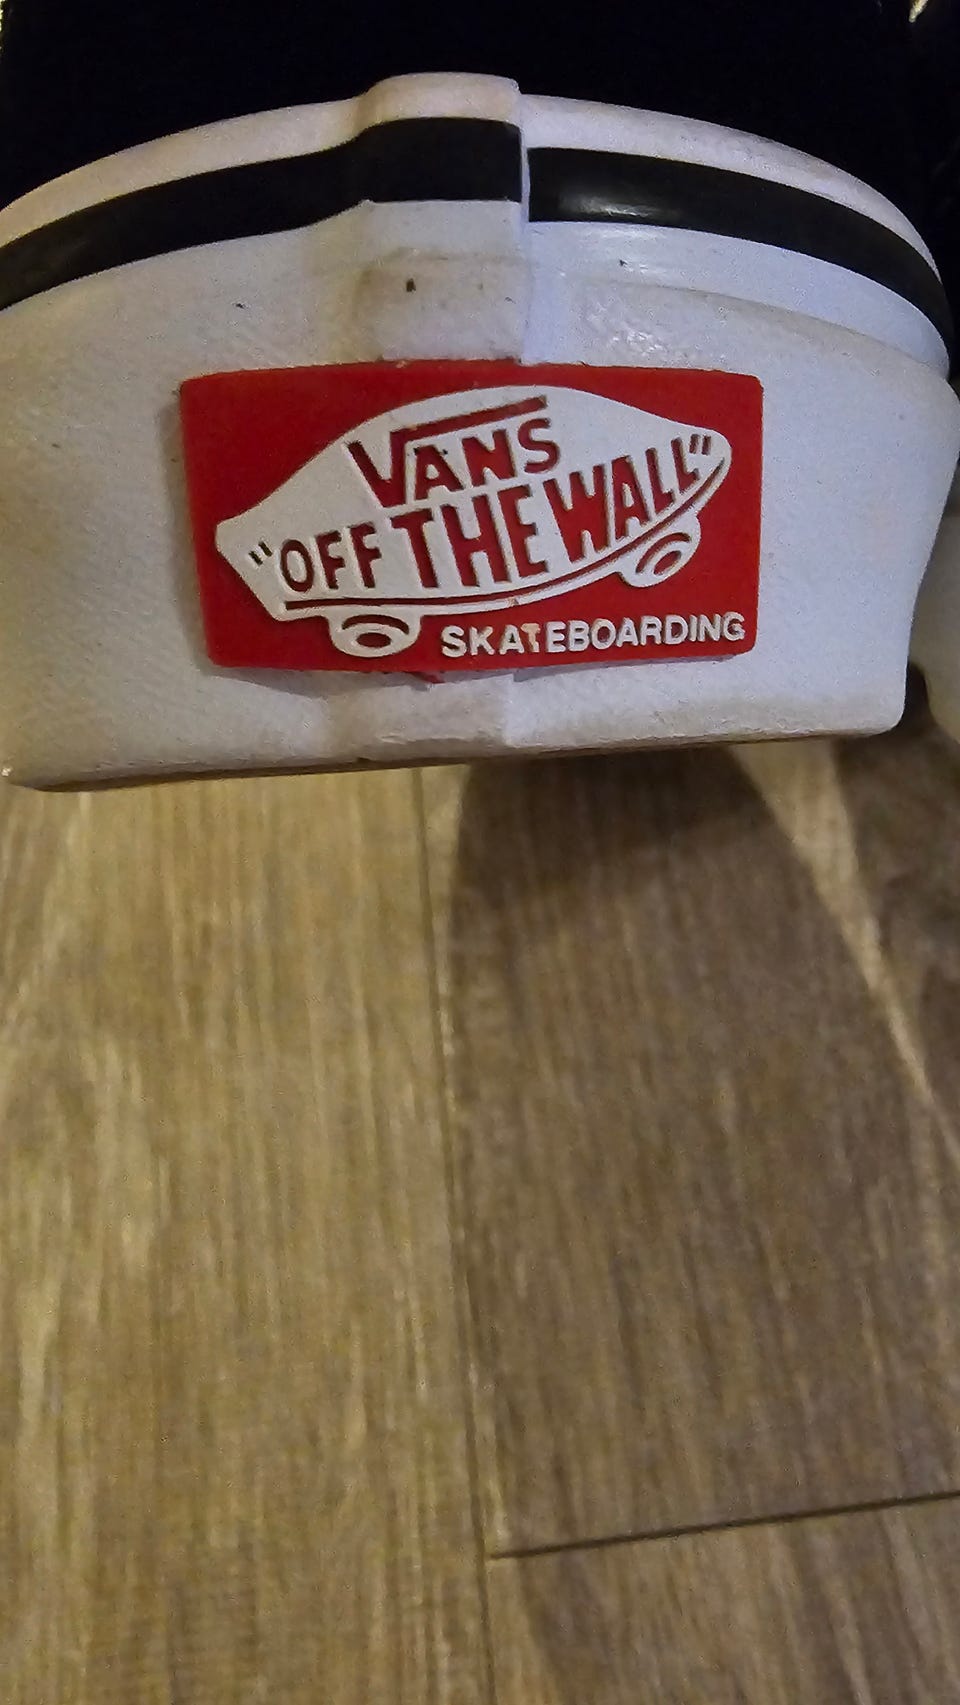 VANS
"OFF THE WALL"
SKATEBOARDING